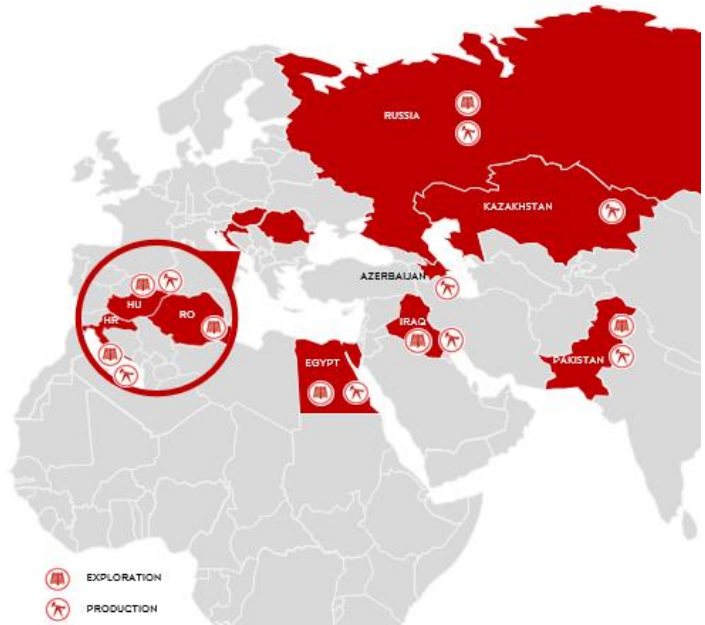 RUSSIA
KAZAKHSTAN
AZERBAIJAN
HU
HR
RO
IRAQ
EGYPT
PAKISTAN
EXPLORATION
PRODUCTION